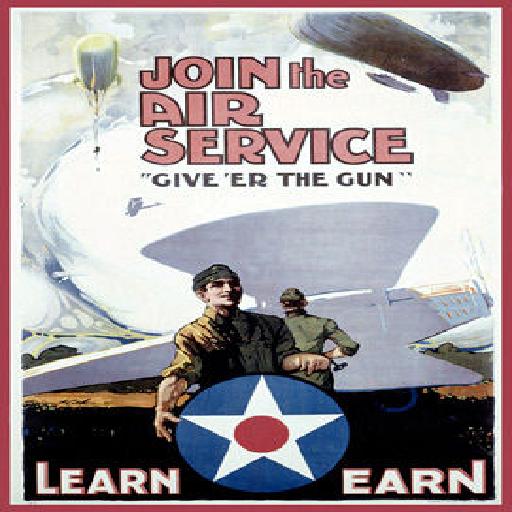 JOIN the
AIR
SERVICE
"GIVE 'ER THE GUN"
LEARN EARN